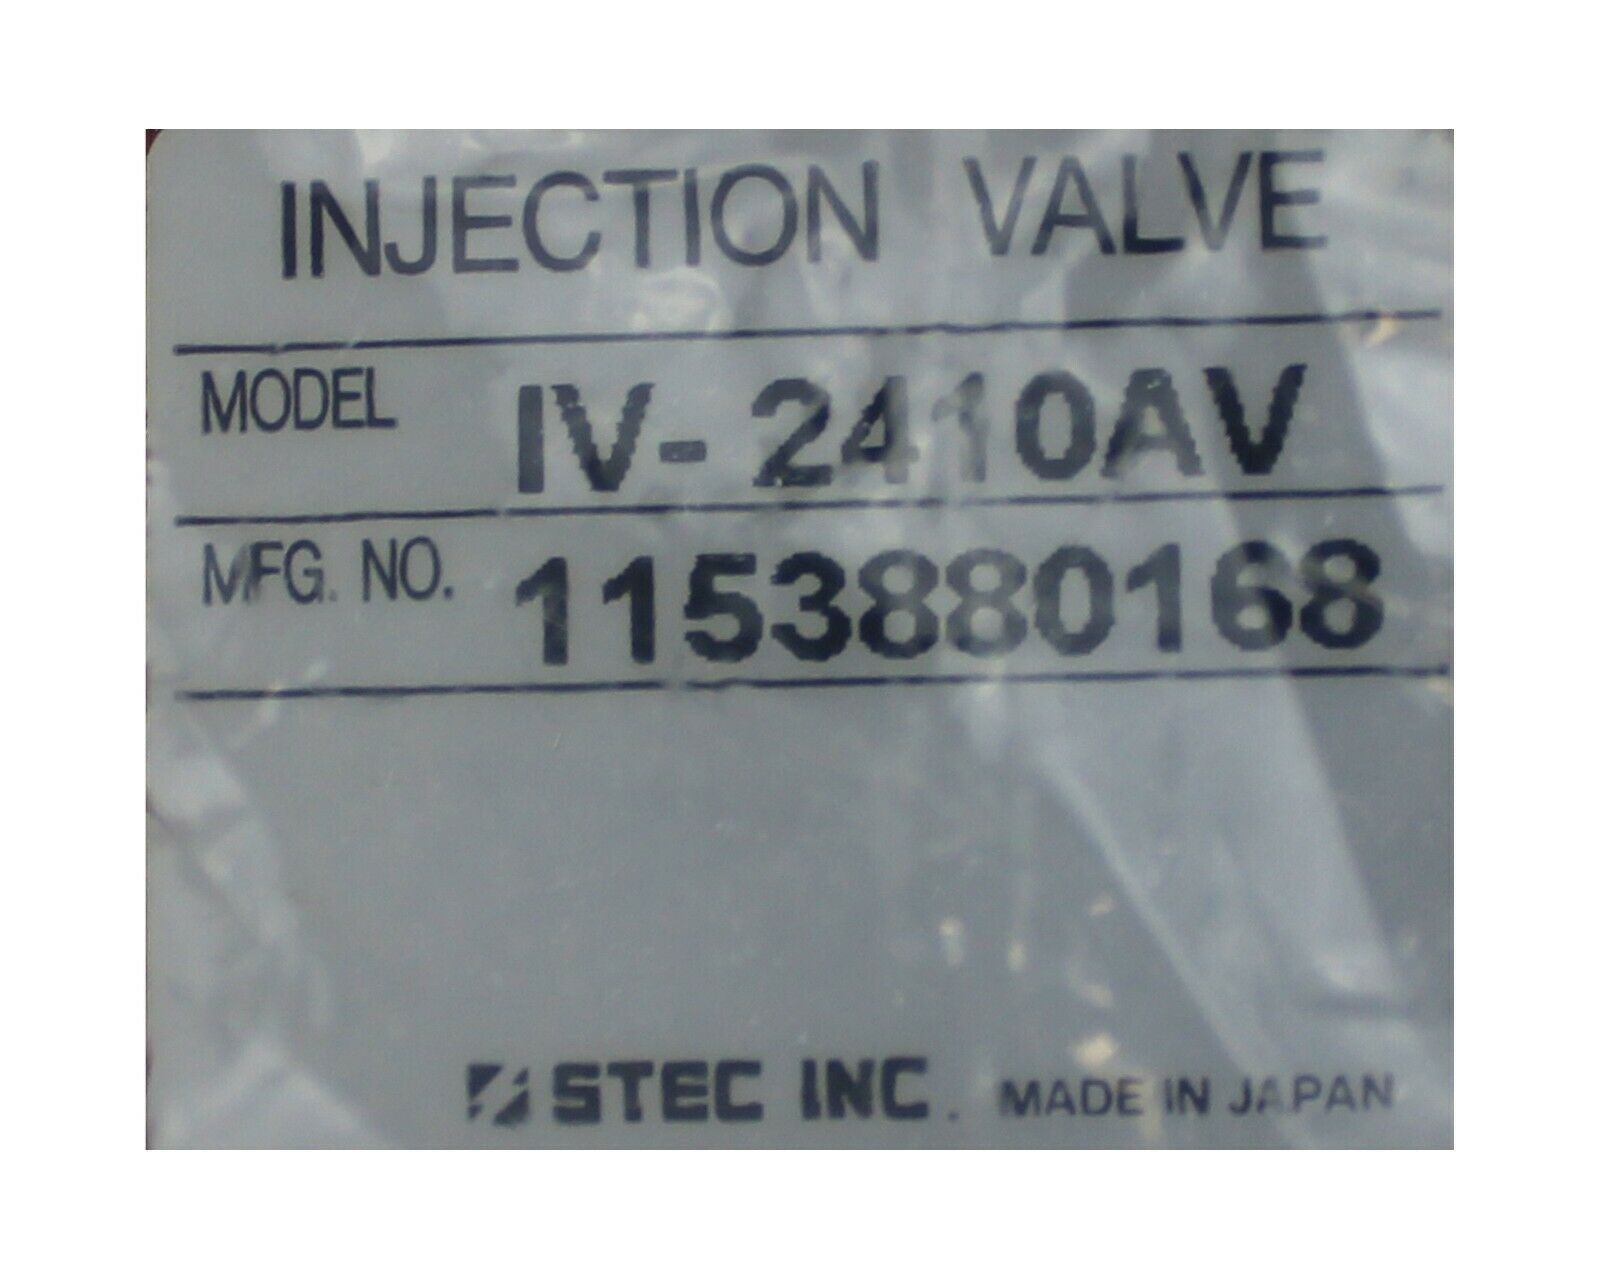 INJECTION VALVE
MODEL IV-2410AV
MFG. NO. 1153880168
STEC INC. MADE IN JAPAN